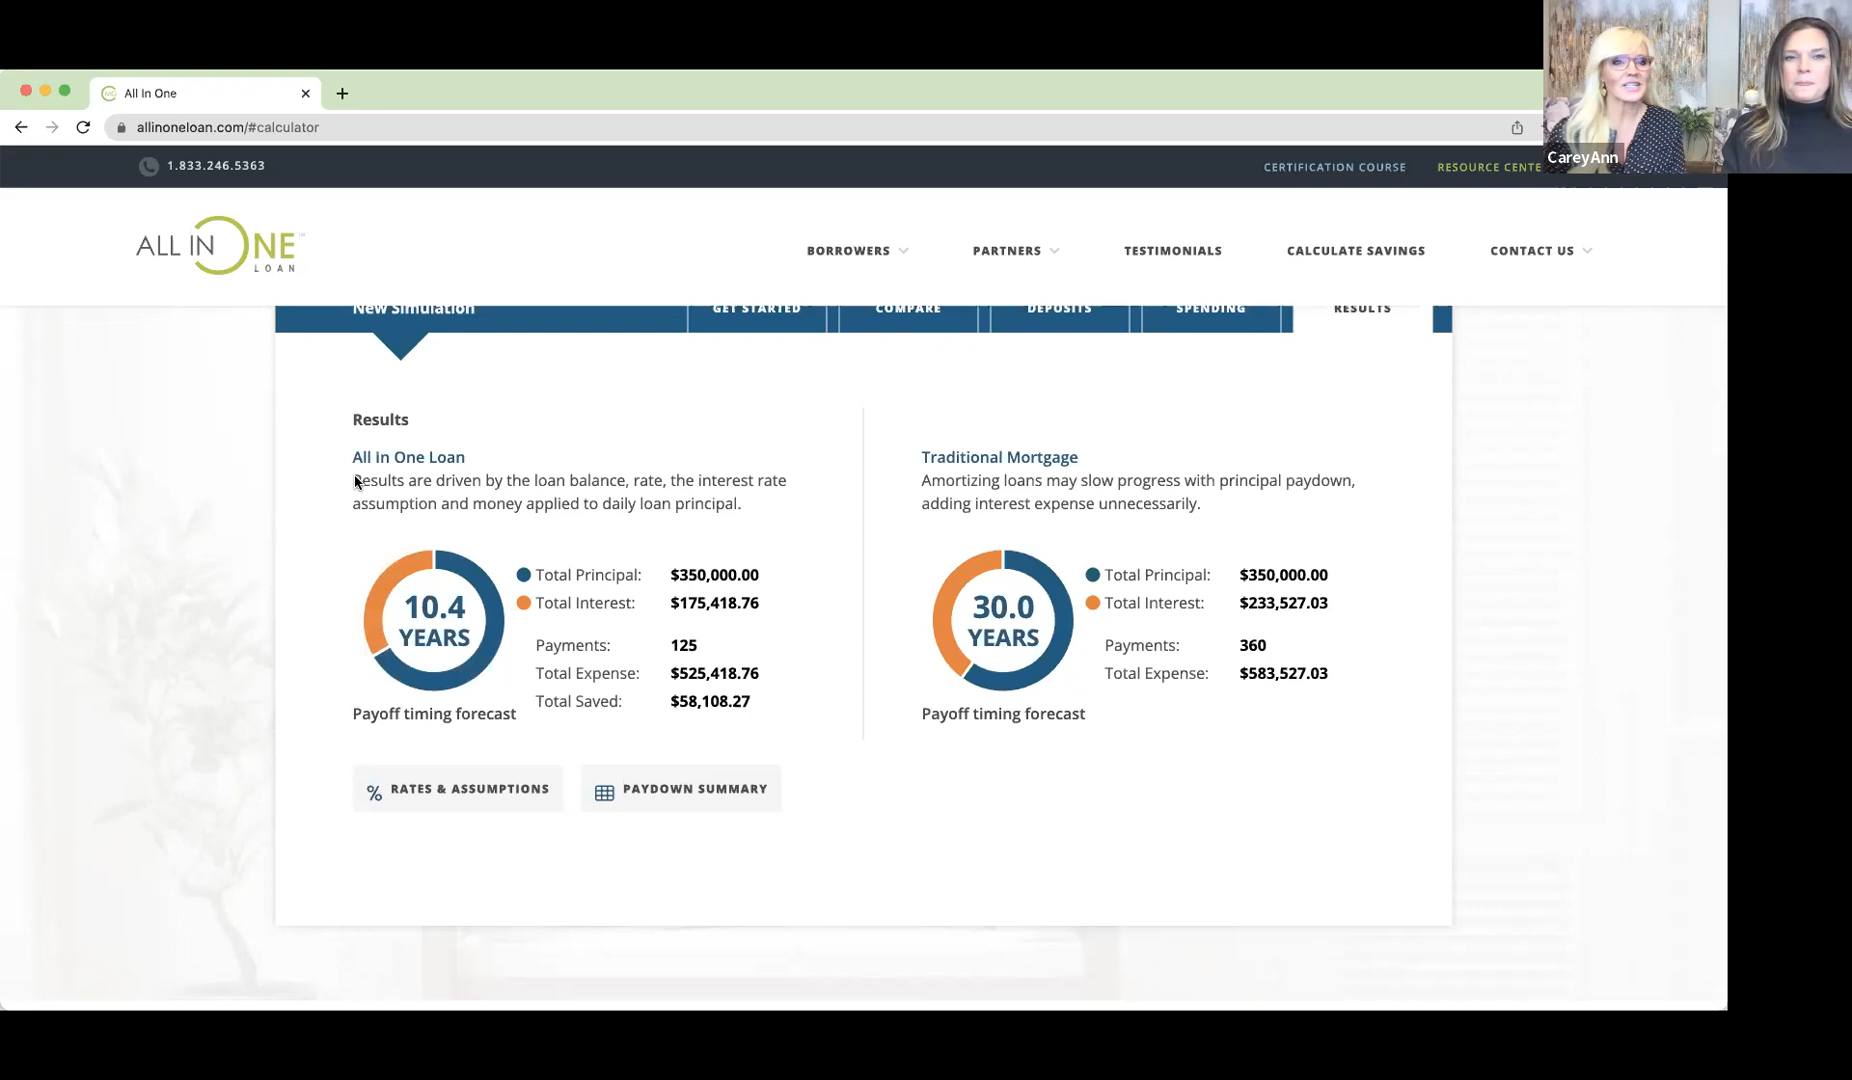 All In One
allinoneloan.com/#calculator
1.833.246.5363
CERTIFICATION COURSE
RESOURCE CENTE
CareyAnn
ALL IN ONE
LOAN
BORROWERS
PARTNERS
TESTIMONIALS
CALCULATE SAVINGS
CONTACT US
New Simulation
GET STARTED
COMPARE
DEPOSITS
SPENDING
RESULTS
Results
All in One Loan
Results are driven by the loan balance, rate, the interest rate
assumption and money applied to daily loan principal.
10.4
YEARS
Payoff timing forecast
Total Principal: $350,000.00
Total Interest: $175,418.76
Payments: 125
Total Expense: $525,418.76
Total Saved: $58,108.27
RATES & ASSUMPTIONS
PAYDOWN SUMMARY
Traditional Mortgage
Amortizing loans may slow progress with principal paydown,
adding interest expense unnecessarily.
30.0
YEARS
Payoff timing forecast
Total Principal: $350,000.00
Total Interest: $233,527.03
Payments: 360
Total Expense: $583,527.03